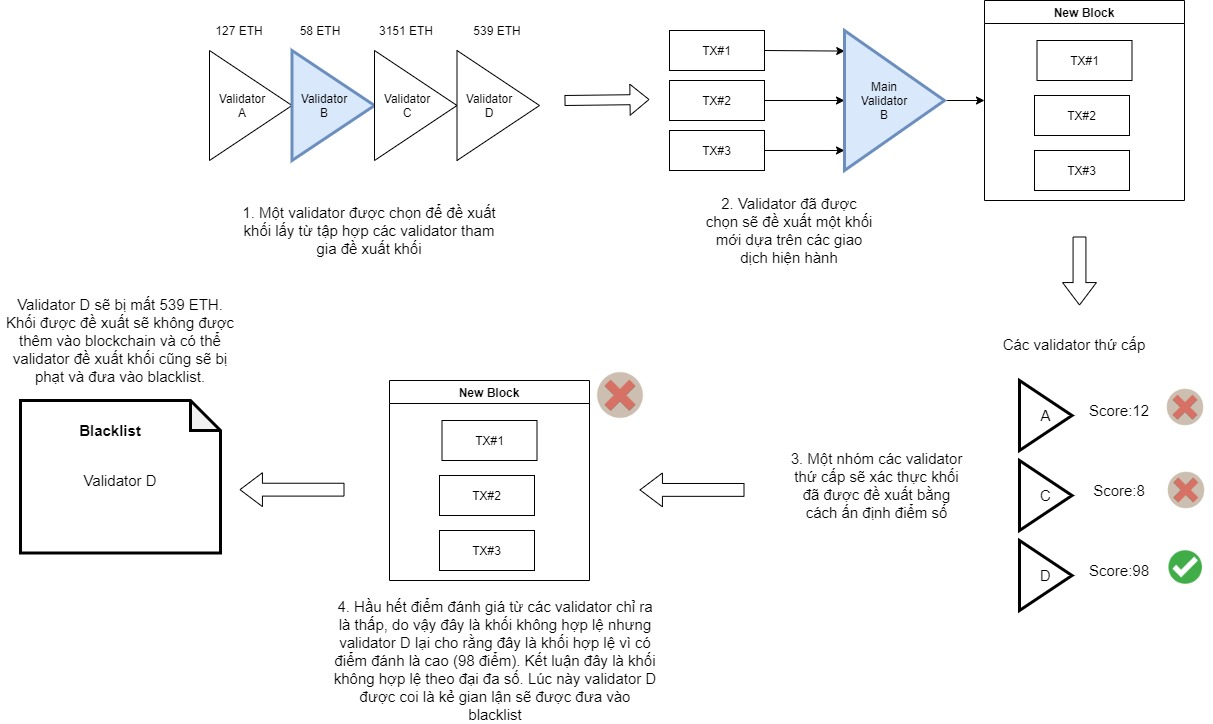 127 ETH
58 ETH
3151 ETH
539 ETH
Validator
A
Validator
B
Validator
C
Validator
D
1. Một validator được chọn để đề xuất
khối lấy từ tập hợp các validator tham
gia đề xuất khối
TX#1
TX#2
TX#3
Main
Validator
B
2. Validator đã được
chọn sẽ đề xuất một khối
mới dựa trên các giao
dịch hiện hành
New Block
TX#1
TX#2
TX#3
Các validator thứ cấp
A
Score:12
C
Score:8
D
Score:98
3. Một nhóm các validator
thứ cấp sẽ xác thực khối
đã được đề xuất bằng
cách ấn định điểm số
New Block
TX#1
TX#2
TX#3
4. Hầu hết điểm đánh giá từ các validator chỉ ra
là thấp, do vậy đây là khối không hợp lệ nhưng
validator D lại cho rằng đây là khối hợp lệ vì có
điểm đánh là cao (98 điểm). Kết luận đây là khối
không hợp lệ theo đại đa số. Lúc này validator D
được coi là kẻ gian lận sẽ được đưa vào
blacklist
Validator D sẽ bị mất 539 ETH.
Khối được đề xuất sẽ không được
thêm vào blockchain và có thể
validator đề xuất khối cũng sẽ bị
phạt và đưa vào blacklist.
Blacklist
Validator D